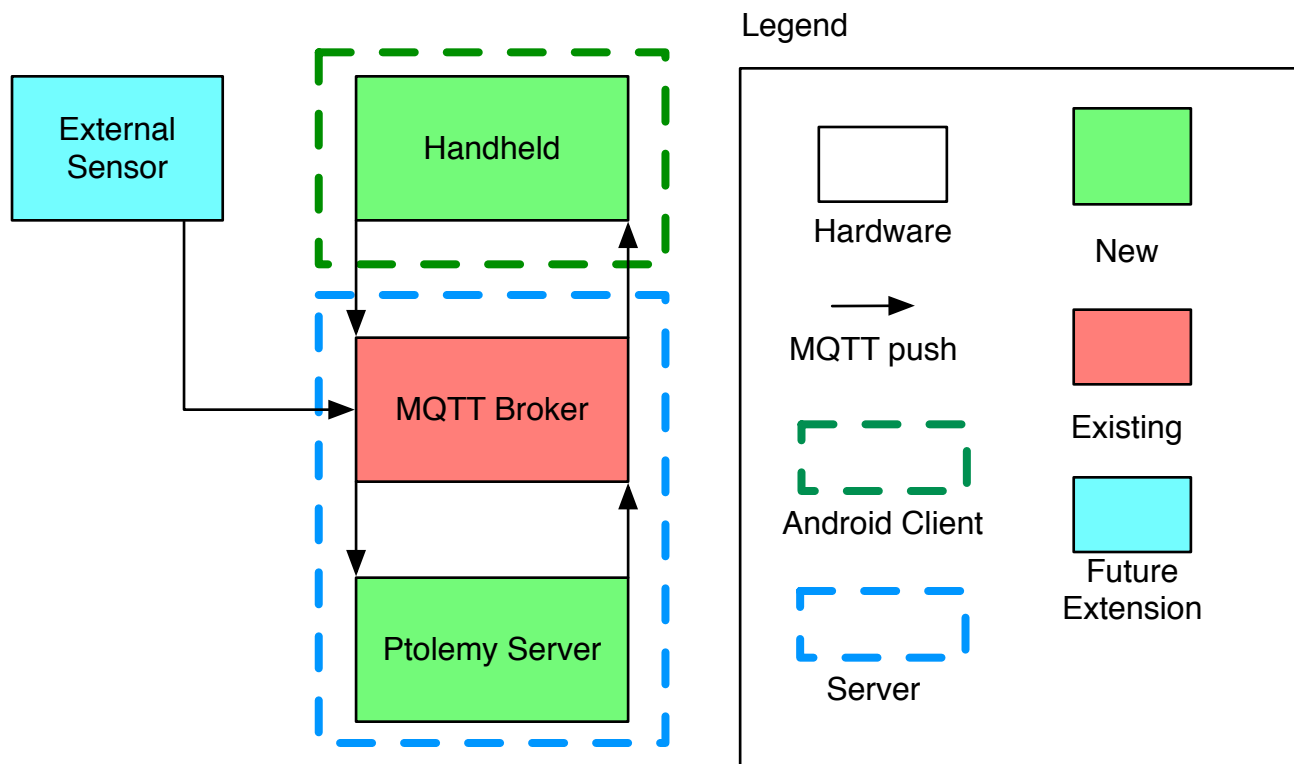 Legend
External
Sensor
Handheld
MQTT Broker
Ptolemy Server
Hardware
New
MQTT push
Existing
Android Client
Future
Extension
Server